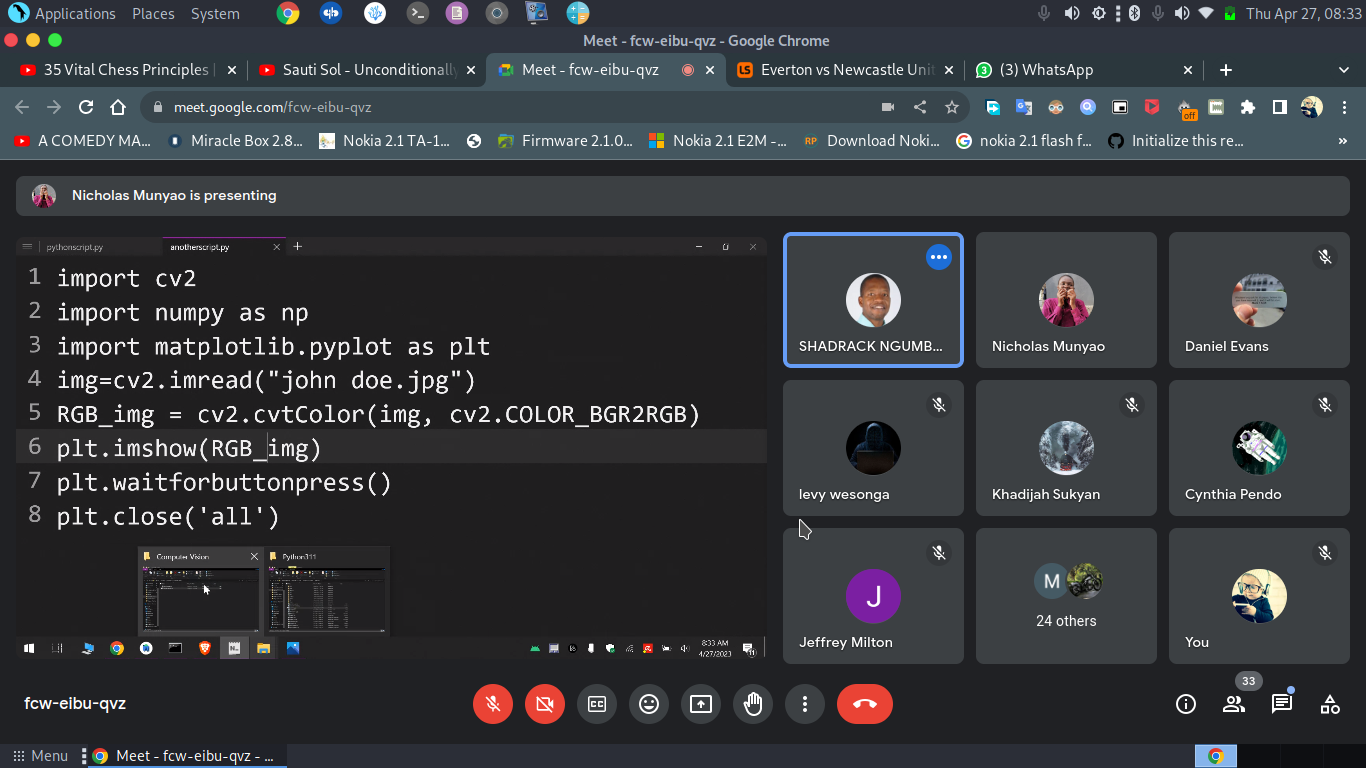 Applications Places System
Thu Apr 27, 08:33
Meet - fcw-eibu-qvz - Google Chrome
35 Vital Chess Principles |
Sauti Sol - Unconditionally
Meet - fcw-eibu-qvz
Everton vs Newcastle Unit
(3) WhatsApp
meet.google.com/fcw-eibu-qvz
off
A COMEDY MA...
Miracle Box 2.8...
Nokia 2.1 TA-1...
Firmware 2.1.0...
Nokia 2.1 E2M -...
RP
Download Noki...
nokia 2.1 flash f...
Initialize this re...
Nicholas Munyao is presenting
pythonscript.py
anotherscript.py
1 import cv2
2 import numpy as np
3 import matplotlib.pyplot as plt
4 img=cv2.imread("john doe.jpg")
5 RGB_img = cv2.cvtColor(img, cv2.COLOR_BGR2RGB)
6 plt.imshow(RGB_img)
7 plt.waitforbuttonpress()
8 plt.close('all')
Computer Vision
Python311
8:33 AM
4/27/2023
SHADRACK NGUMB...
Nicholas Munyao
Daniel Evans
levy wesonga
Khadijah Sukyan
Cynthia Pendo
J
Jeffrey Milton
M
24 others
You
fcw-eibu-qvz
33
Menu
Meet - fcw-eibu-qvz - ...